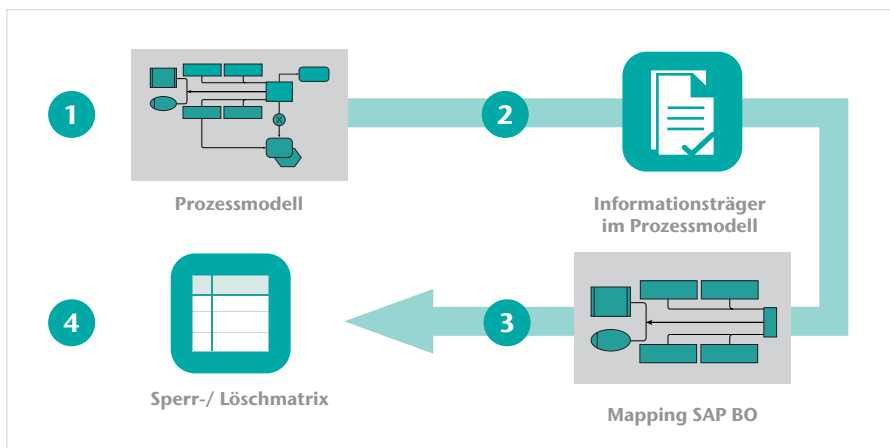 1
2
Prozessmodell
Informationsträger
im Prozessmodell
4
3
Sperr-/ Löschmatrix
Mapping SAP BO